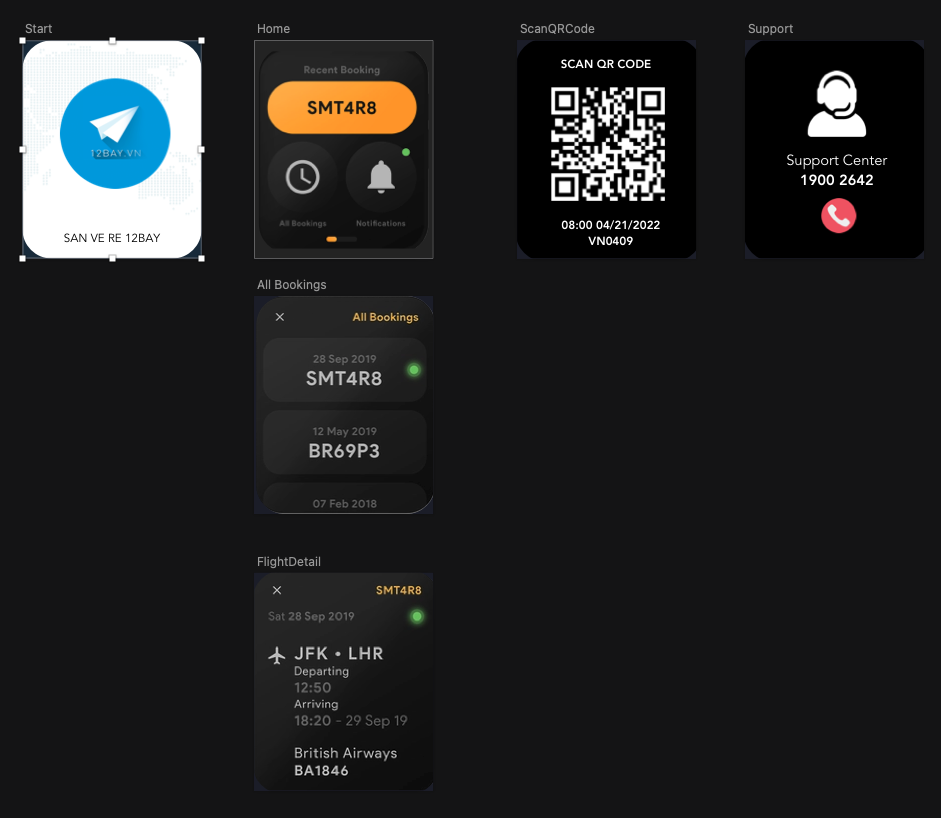 Start
12BAY.VN
SAN VE RE 12BAY
Home
Recent Booking
SMT4R8
All Bookings
Notifications
ScanQRCode
SCAN QR CODE
08:00 04/21/2022
VN0409
Support
Support Center
1900 2642
All Bookings
All Bookings
28 Sep 2019
SMT4R8
12 May 2019
BR69P3
07 Feb 2018
FlightDetail
SMT4R8
Sat 28 Sep 2019
JFK • LHR
Departing
12:50
Arriving
18:20 - 29 Sep 19
British Airways
BA1846